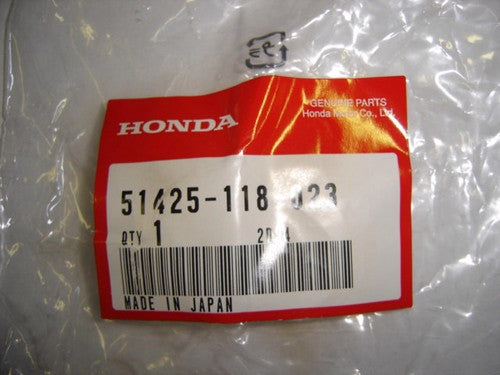 GENUINE PARTS
Honda Motor Co., Ltd.
HONDA
51425-118-023
QTY 1
MADE IN JAPAN